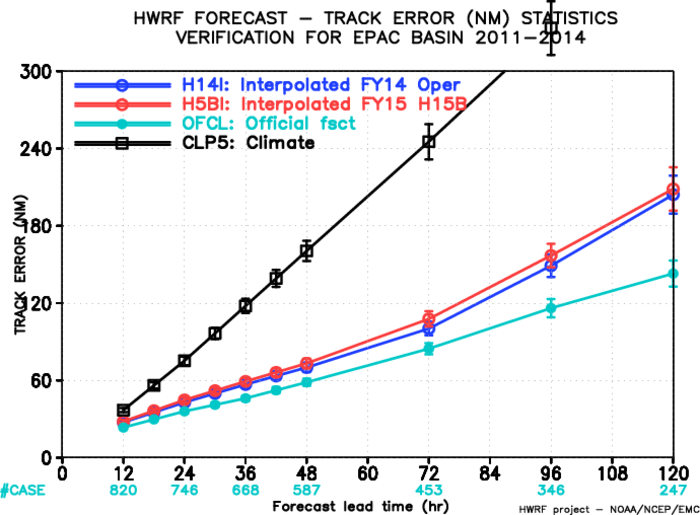 HWRF FORECAST – TRACK ERROR (NM) STATISTICS
VERIFICATION FOR EPAC BASIN 2011–2014
H14I: Interpolated FY14 Oper
H5BI: Interpolated FY15 H15B
OFCL: Official fsct
CLP5: Climate
TRACK ERROR (NM)
300
240
180
120
60
0
0 12 24 36 48 60 72 84 96 108 120
#CASE 820 746 668 587 453 346 247
Forecast lead time (hr)
HWRF project – NOAA/NCEP/EMC